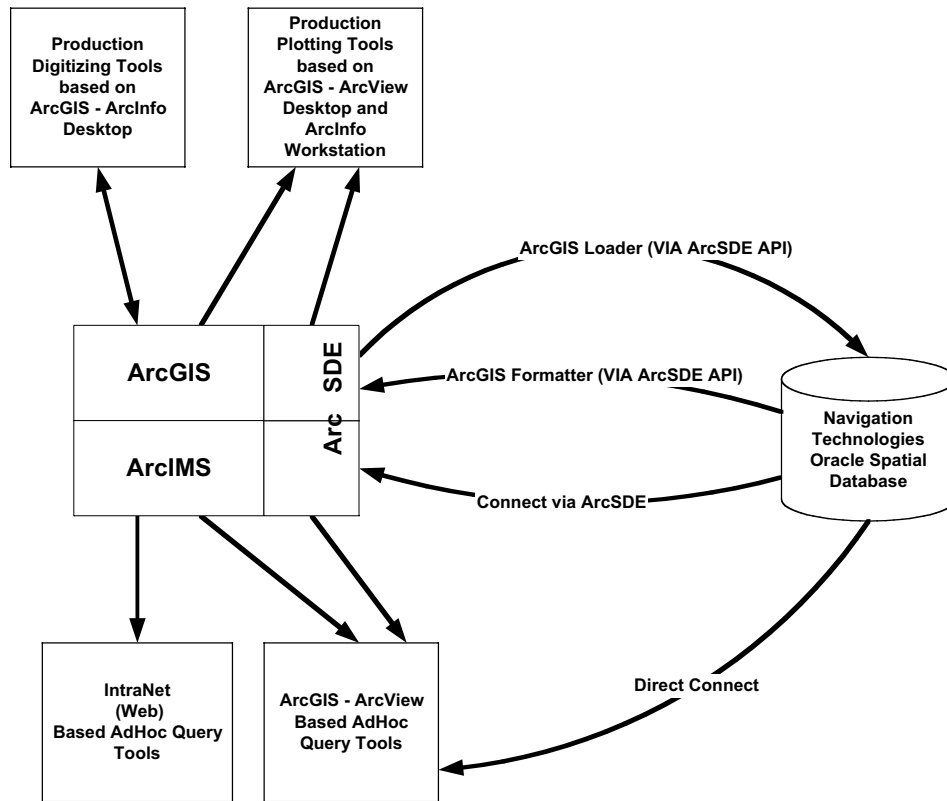 Production
Digitizing Tools
based on
ArcGIS - ArcInfo
Desktop
Production
Plotting Tools
based on
ArcGIS - ArcView
Desktop and
ArcInfo
Workstation
ArcGIS Loader (VIA ArcSDE API)
ArcGIS
Arc SDE
ArcGIS Formatter (VIA ArcSDE API)
Navigation
Technologies
Oracle Spatial
Database
ArcIMS
Connect via ArcSDE
IntraNet
(Web)
Based AdHoc Query
Tools
ArcGIS - ArcView
Based AdHoc
Query Tools
Direct Connect